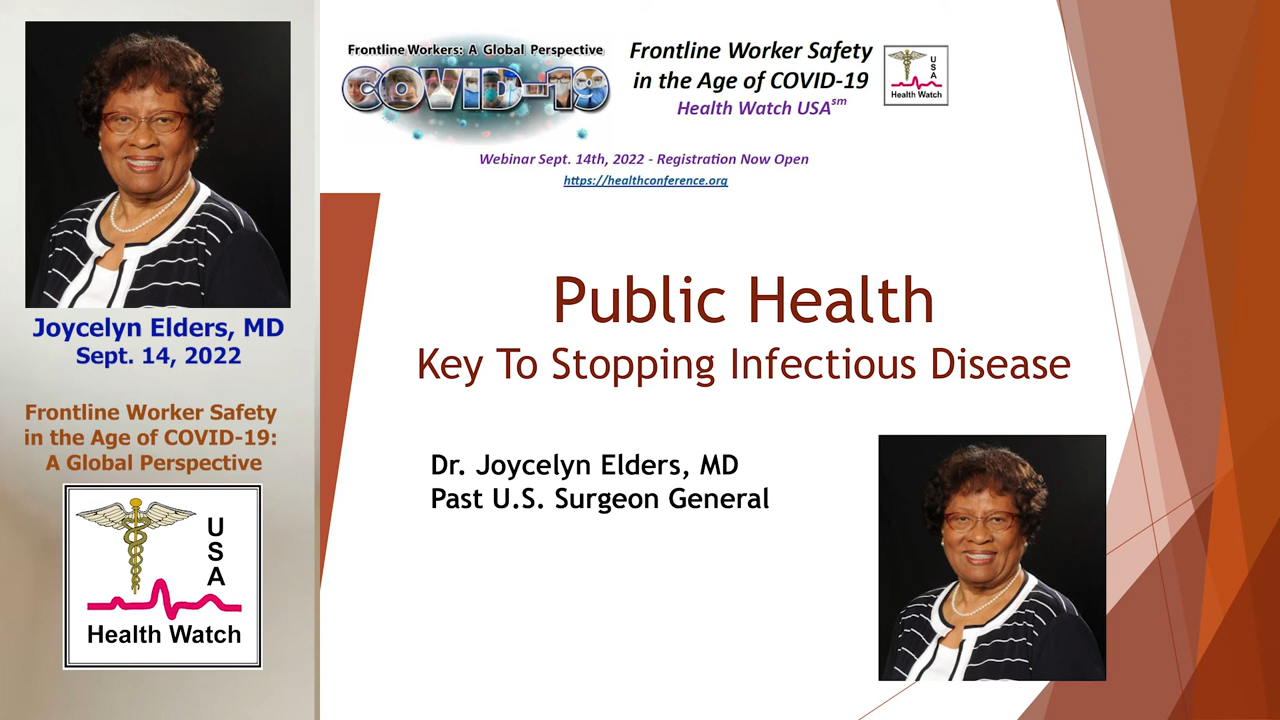 Joycelyn Elders, MD
Sept. 14, 2022
Frontline Worker Safety
in the Age of COVID-19:
A Global Perspective
U
S
A
Health Watch
Frontline Workers: A Global Perspective
COVID-19
Frontline Worker Safety
in the Age of COVID-19
Health Watch USAsm
U
S
A
Health Watch
Webinar Sept. 14th, 2022 - Registration Now Open
https://healthconference.org
Public Health
Key To Stopping Infectious Disease
Dr. Joycelyn Elders, MD
Past U.S. Surgeon General